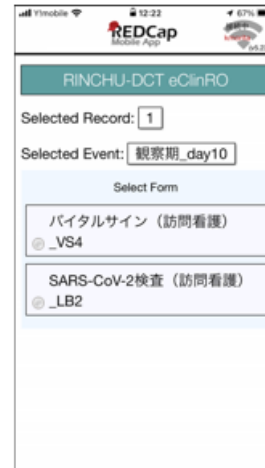 Y!mobile 12:22 67%
REDCap
Mobile App
RINCHU-DCT eClinRO
Selected Record: 1
Selected Event: 観察期_day10
Select Form
バイタルサイン（訪問看護）
_VS4
SARS-CoV-2検査（訪問看護）
_LB2